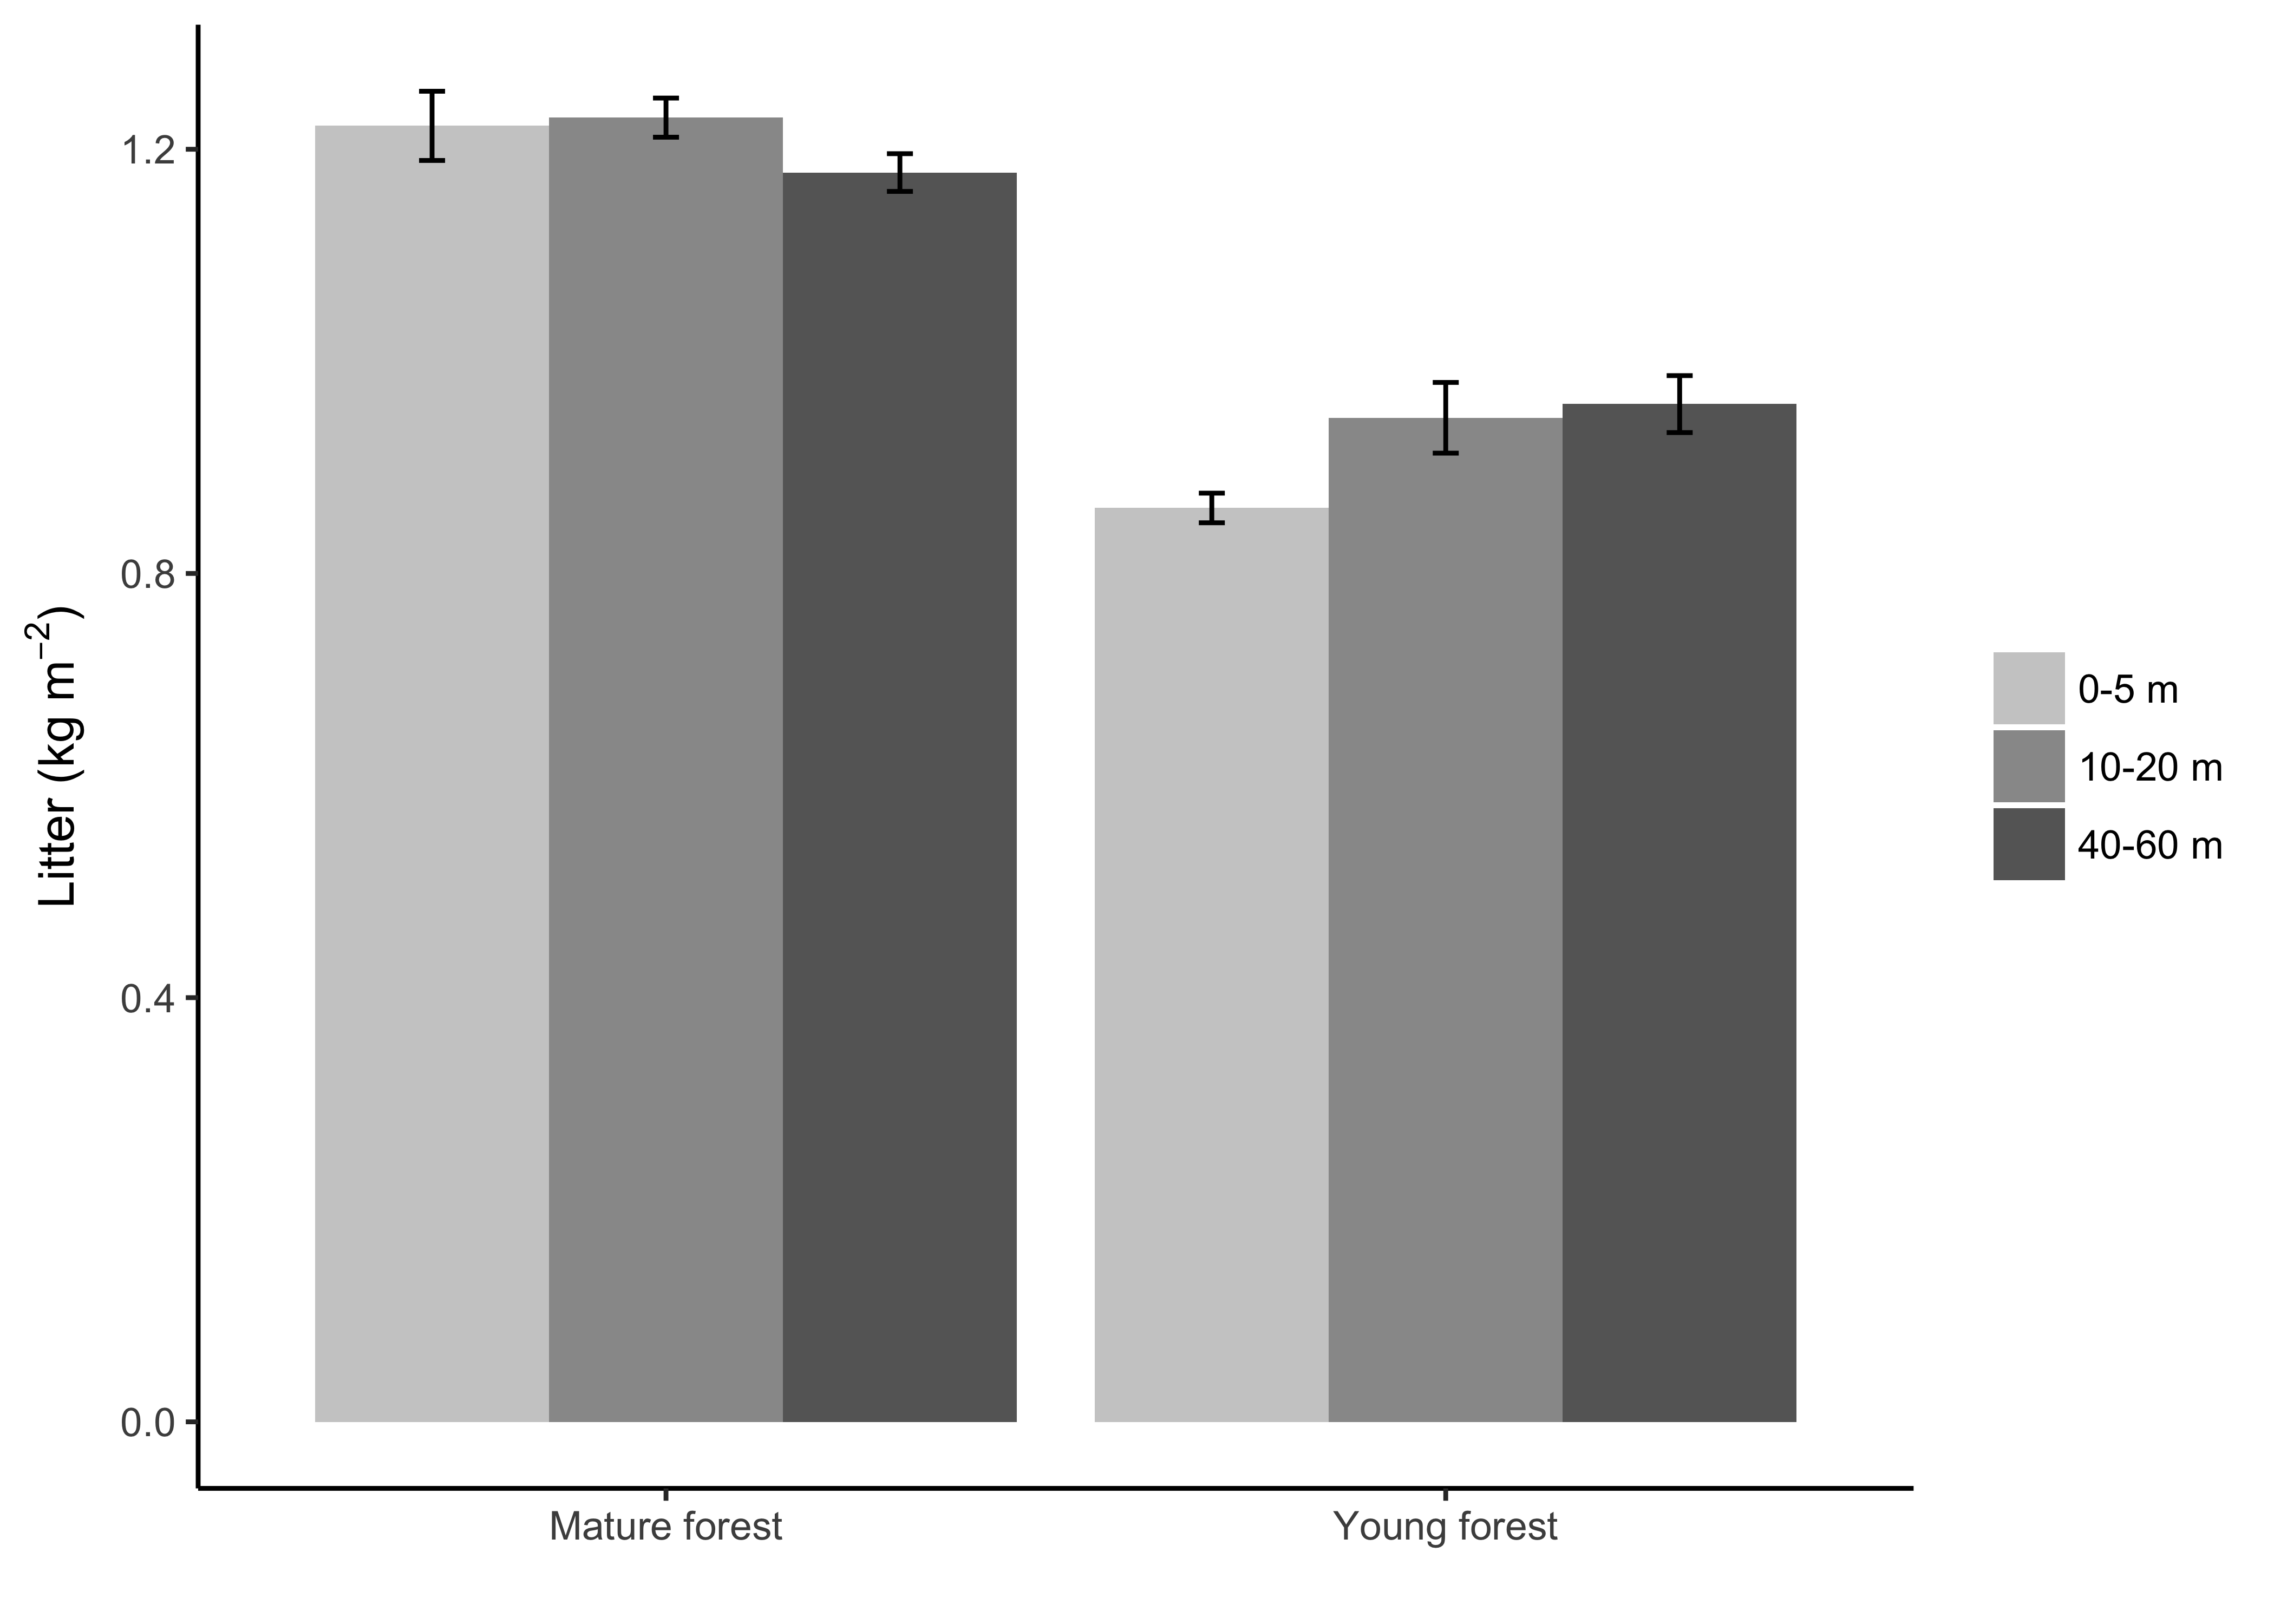 Litter (kg m⁻²)
1.2
0.8
0.4
0.0
Mature forest
Young forest
0-5 m
10-20 m
40-60 m